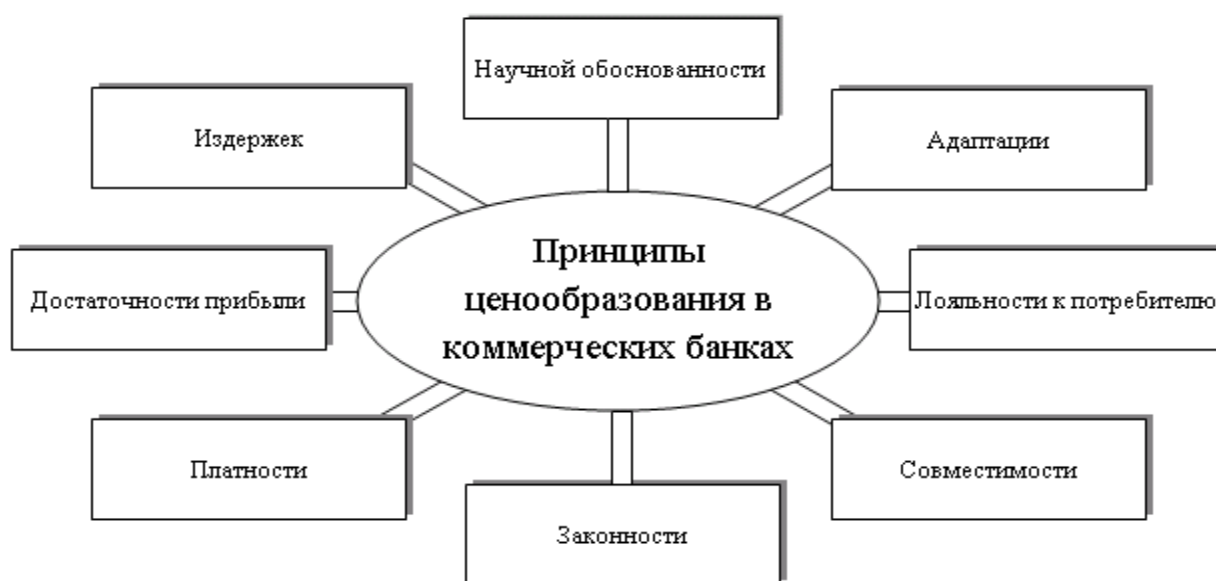 Научной обоснованности
Издержек
Адаптации
Принципы
ценообразования в
коммерческих банках
Достаточности прибыли
Лояльности к потребителю
Платности
Совместимости
Законности